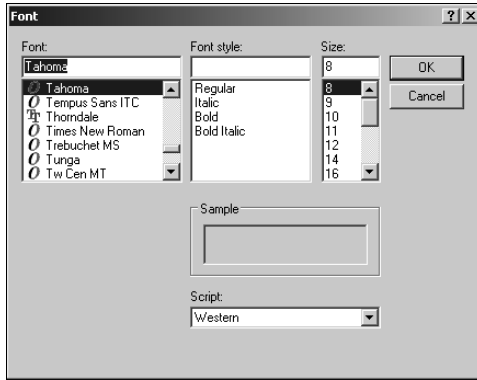 Font
Font: Font style: Size:
Tahoma 8 OK
Tahoma Regular 8 Cancel
Tempus Sans ITC Italic 9
Thorndale Bold 10
Times New Roman Bold Italic 11
Trebuchet MS 12
Tunga 14
Tw Cen MT 16
Sample
Script:
Western